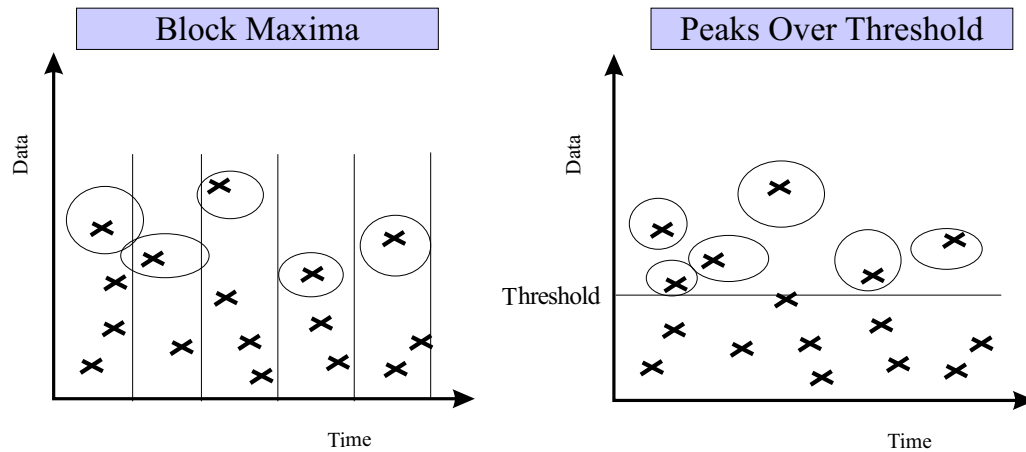 Block Maxima
Data
Time
Peaks Over Threshold
Data
Threshold
Time